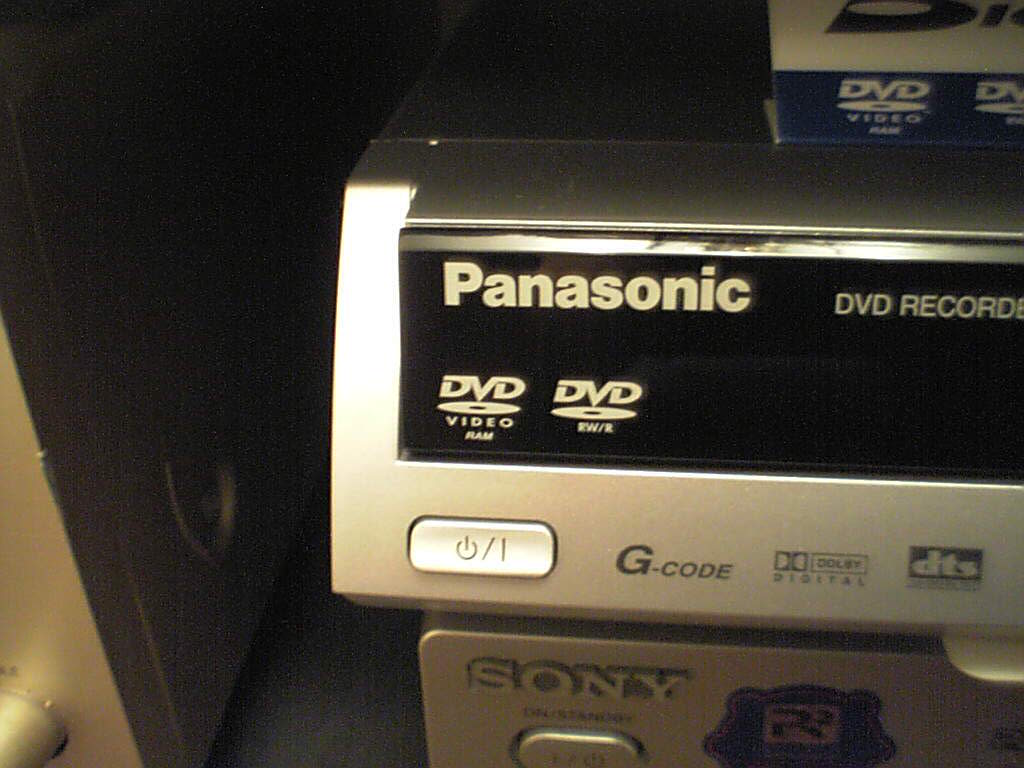 DVD
VIDEO
RAM
Panasonic
DVD RECORDE
DVD
VIDEO
RAM
DVD
RW/R
/I
G-CODE
DOLBY
DIGITAL
dts
SONY
ON/STANDBY